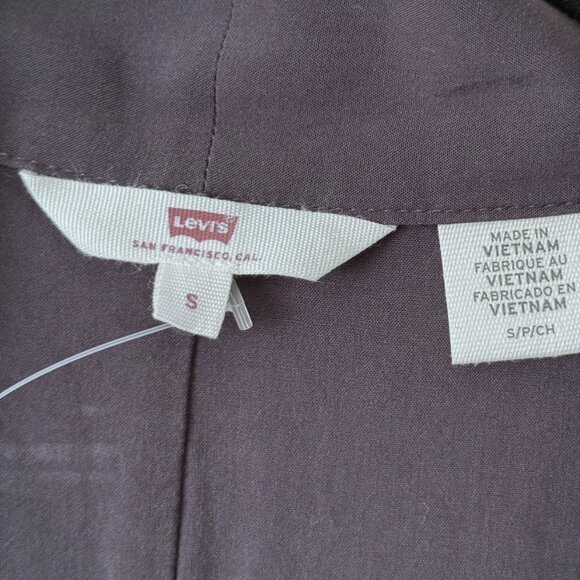 Levi's
SAN FRANCISCO, CAL.
S
MADE IN
VIETNAM
FABRIQUE AU
VIETNAM
FABRICADO EN
VIETNAM
S/P/CH